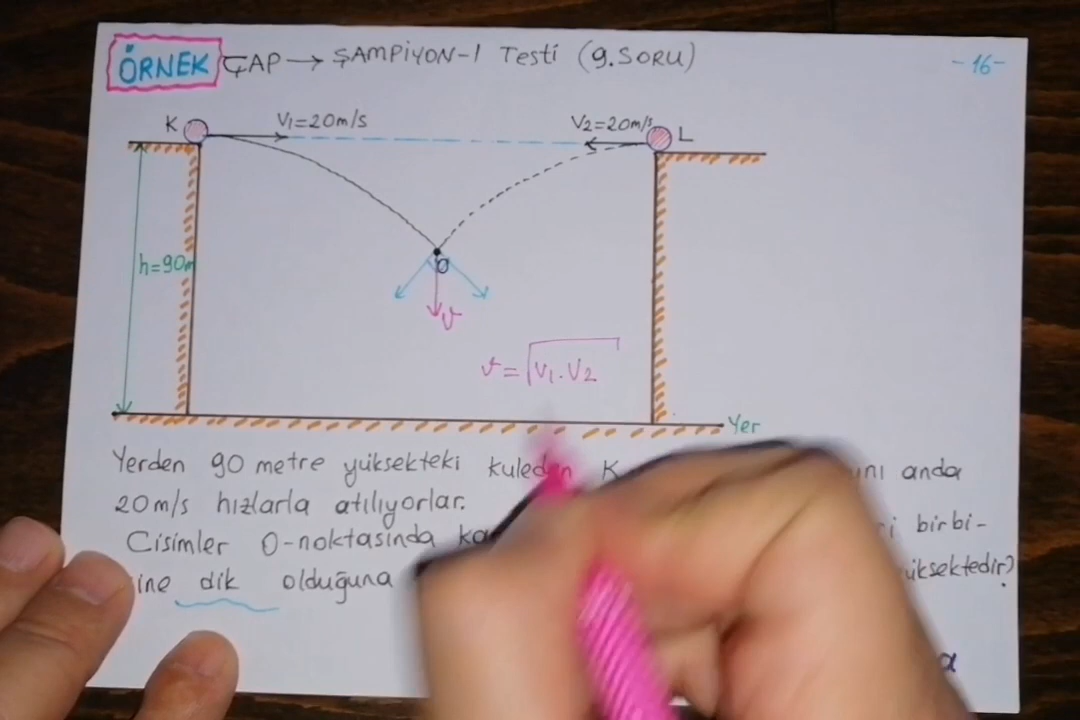 ÖRNEK ÇAP → ŞAMPİYON-1 Testi (9.SORU)
-16-
K V1=20m/s V2=20m/s L
h=90m
O
v
v=√V1.V2
Yer
Yerden 90 metre yüksekteki kuleden K anda
20m/s hızlarla atılıyorlar.
Cisimler O-noktasında birbi-
ine dik olduğuna